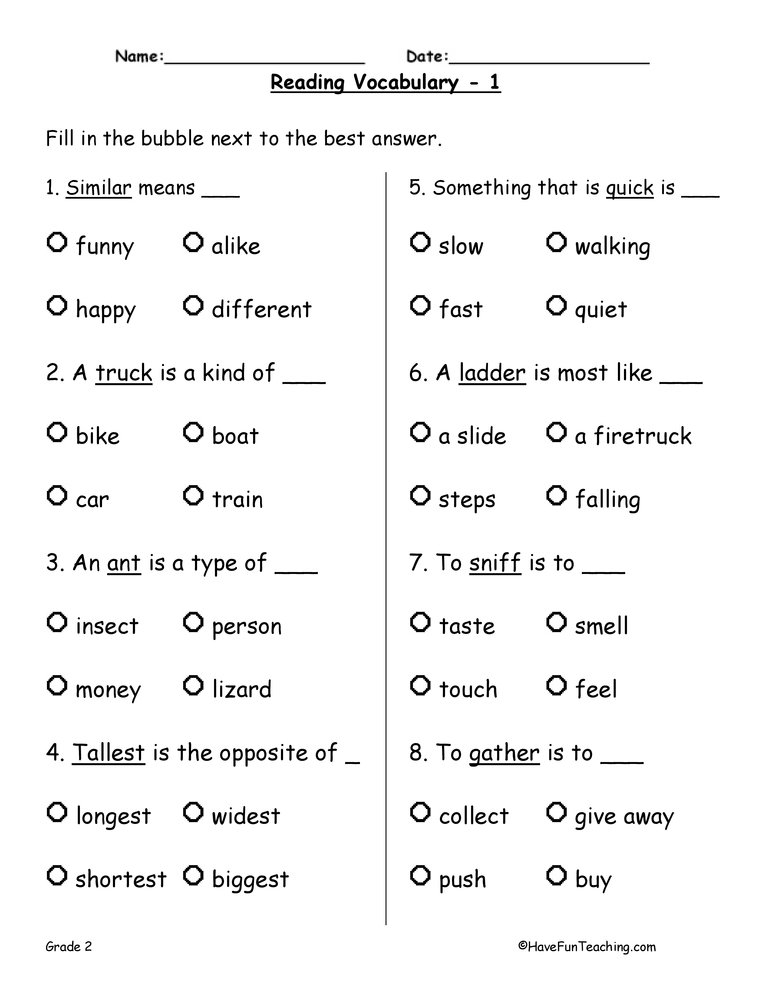 Name:____________________ Date:____________________
Reading Vocabulary - 1
Fill in the bubble next to the best answer.
1. Similar means ___
funny alike
happy different
2. A truck is a kind of ___
bike boat
car train
3. An ant is a type of ___
insect person
money lizard
4. Tallest is the opposite of _
longest widest
shortest biggest
5. Something that is quick is ___
slow walking
fast quiet
6. A ladder is most like ___
a slide a firetruck
steps falling
7. To sniff is to ___
taste smell
touch feel
8. To gather is to ___
collect give away
push buy
Grade 2 ©HaveFunTeaching.com